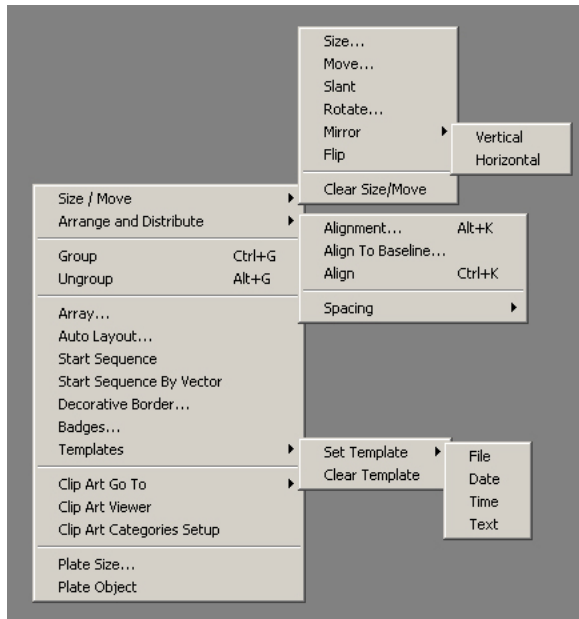 Size...
Move...
Slant
Rotate...
Mirror
Flip
Clear Size/Move
Vertical
Horizontal
Size / Move
Arrange and Distribute
Group Ctrl+G
Ungroup Alt+G
Array...
Auto Layout...
Start Sequence
Start Sequence By Vector
Decorative Border...
Badges...
Templates
Clip Art Go To
Clip Art Viewer
Clip Art Categories Setup
Plate Size...
Plate Object
Alignment... Alt+K
Align To Baseline...
Align Ctrl+K
Spacing
Set Template
Clear Template
File
Date
Time
Text